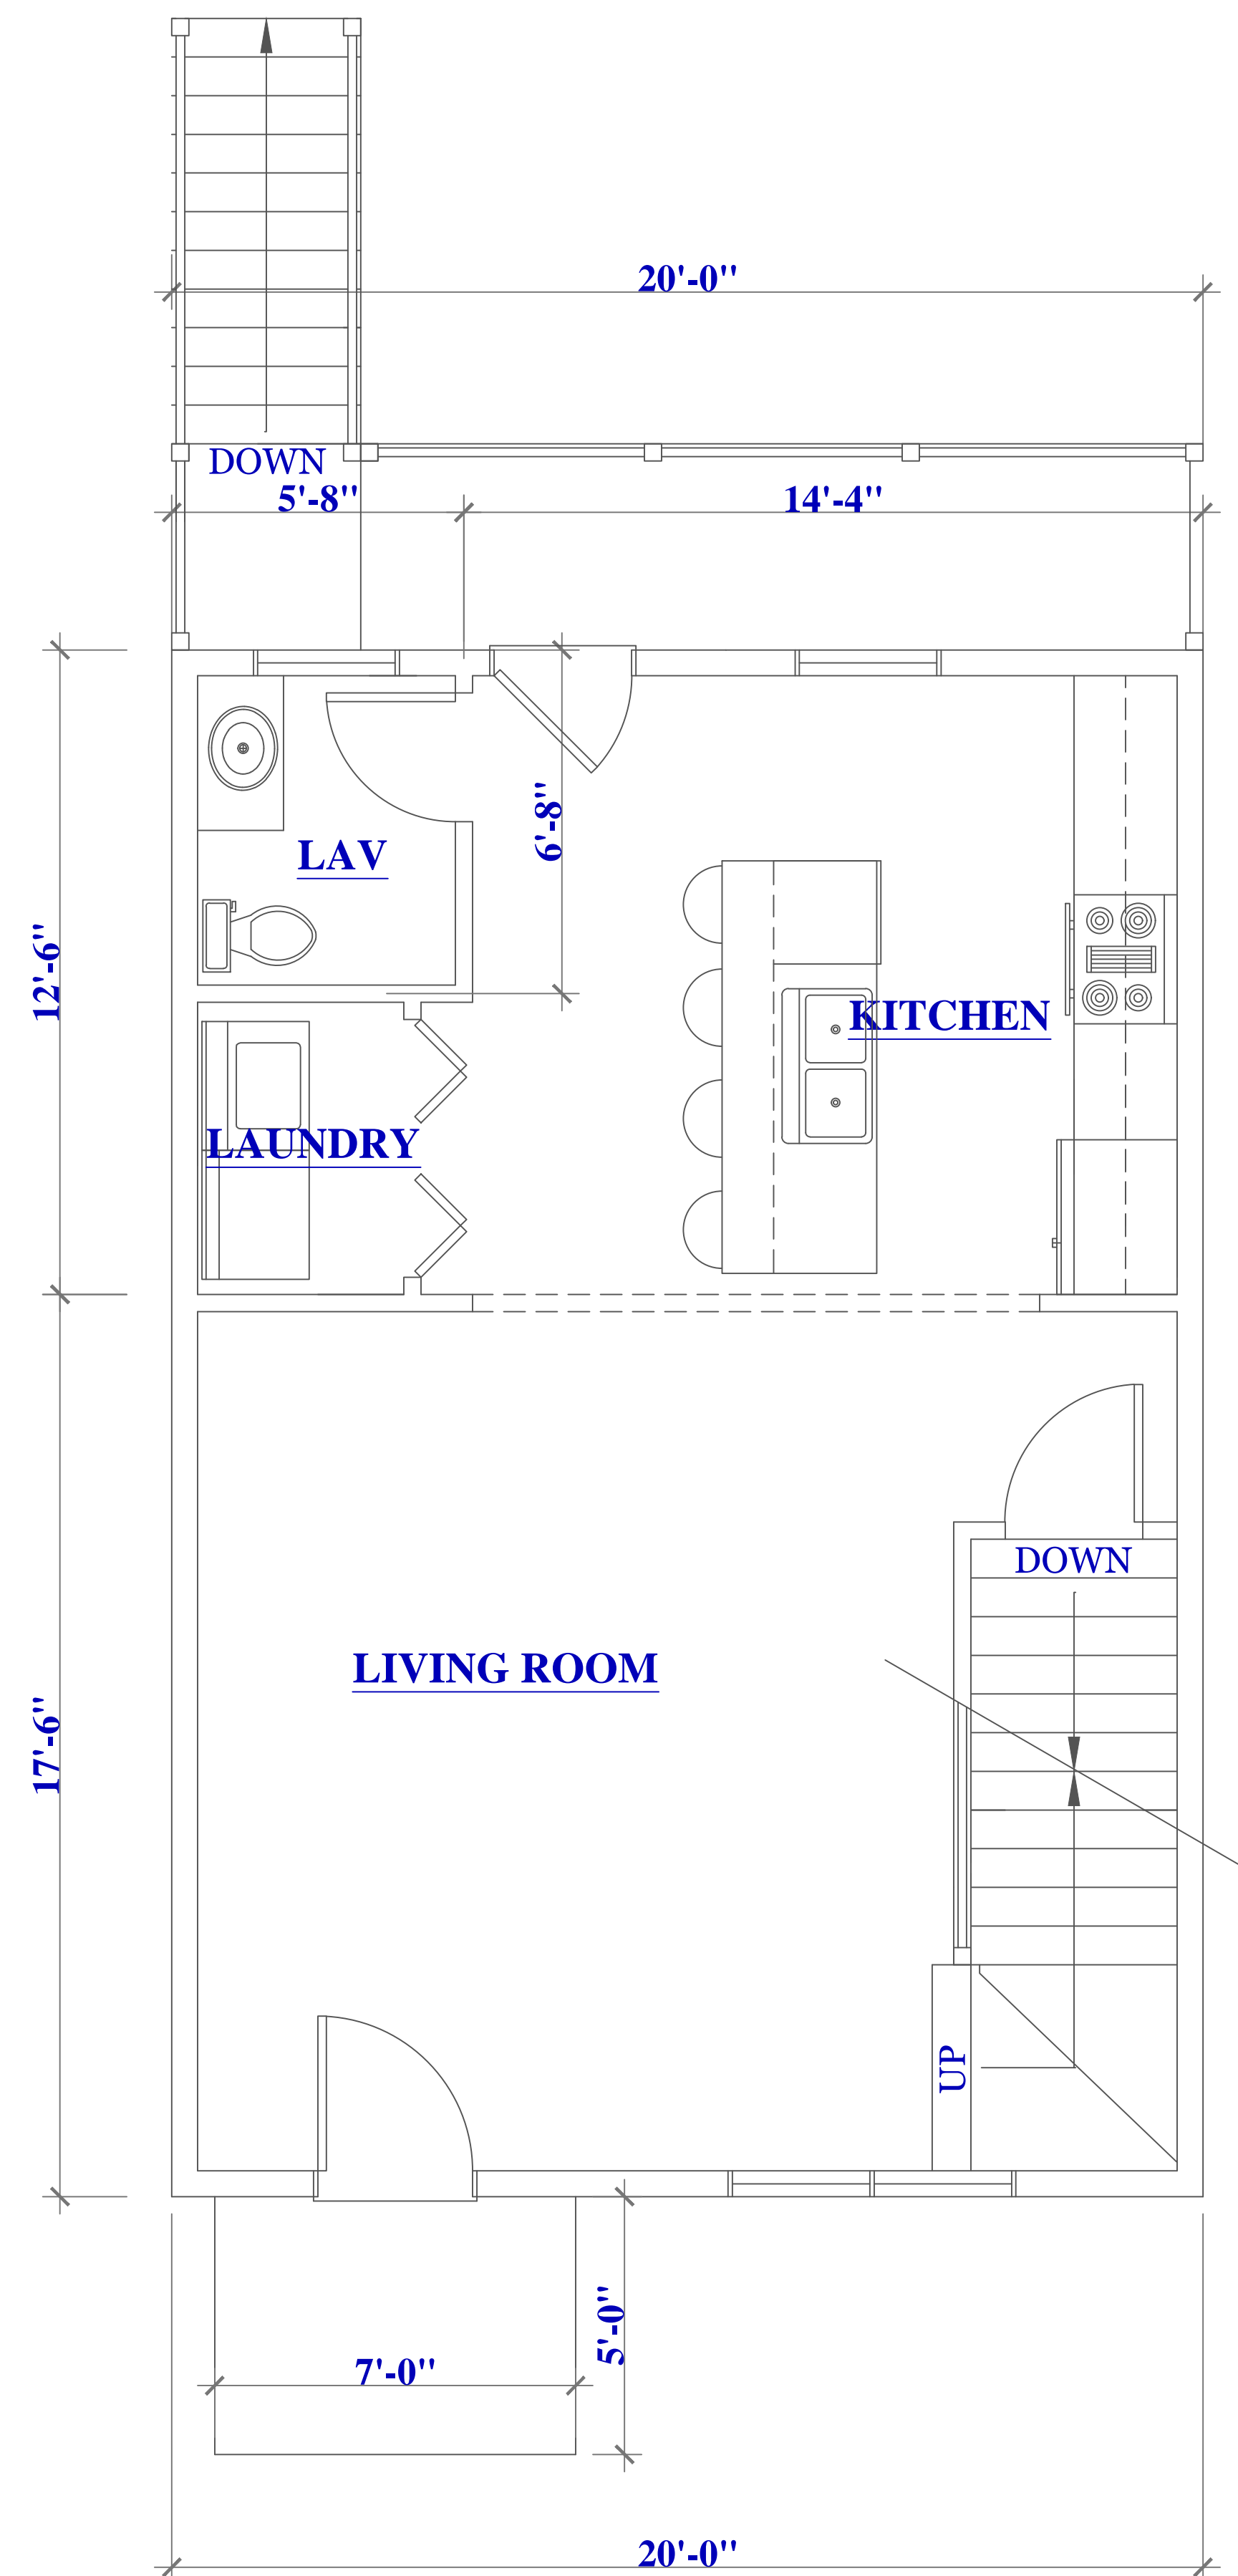 20'-0"
DOWN
5'-8"
14'-4"
6'-8"
LAV
12'-6"
KITCHEN
LAUNDRY
DOWN
LIVING ROOM
17'-6"
UP
5'-0"
7'-0"
20'-0"